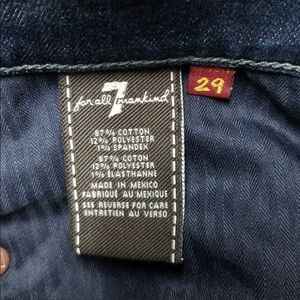 7
for all mankind
29
87% COTTON
12% POLYESTER
1% SPANDEX
87% COTON
12% POLYESTER
1% ELASTHANNE
MADE IN MEXICO
FABRIQUÉ AU MEXIQUE
SEE REVERSE FOR CARE
ENTRETIEN AU VERSO